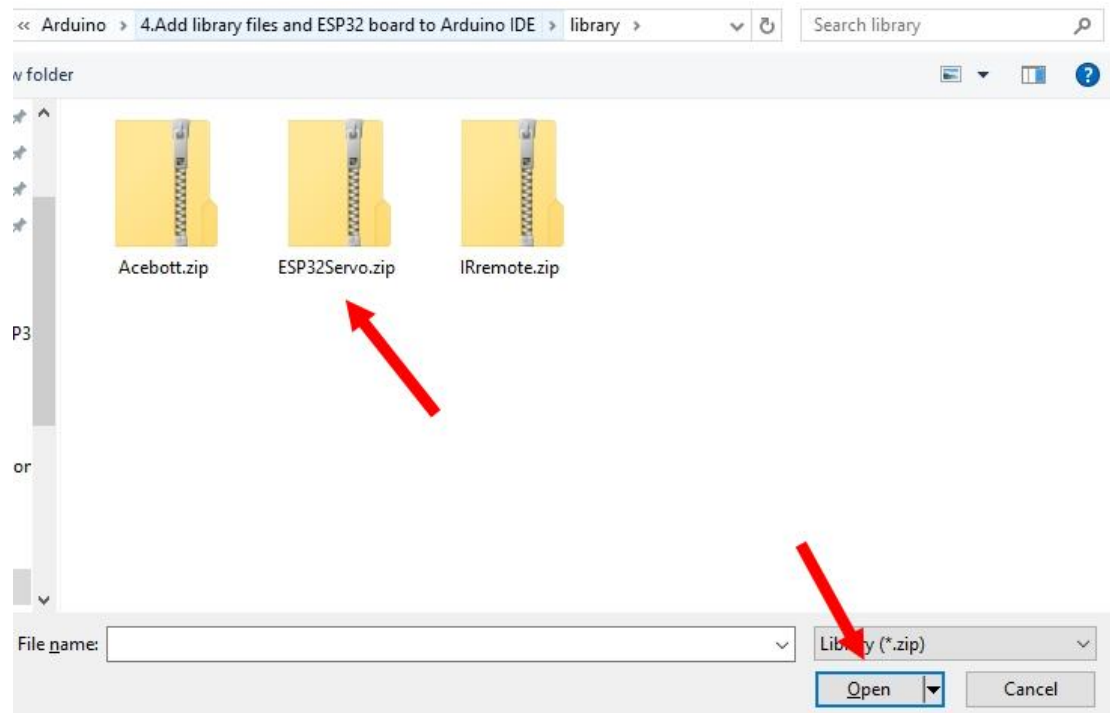 « Arduino > 4.Add library files and ESP32 board to Arduino IDE > library >
Search library
w folder
Acebott.zip
ESP32Servo.zip
IRremote.zip
P3
or
File name:
Library (*.zip)
Open
Cancel